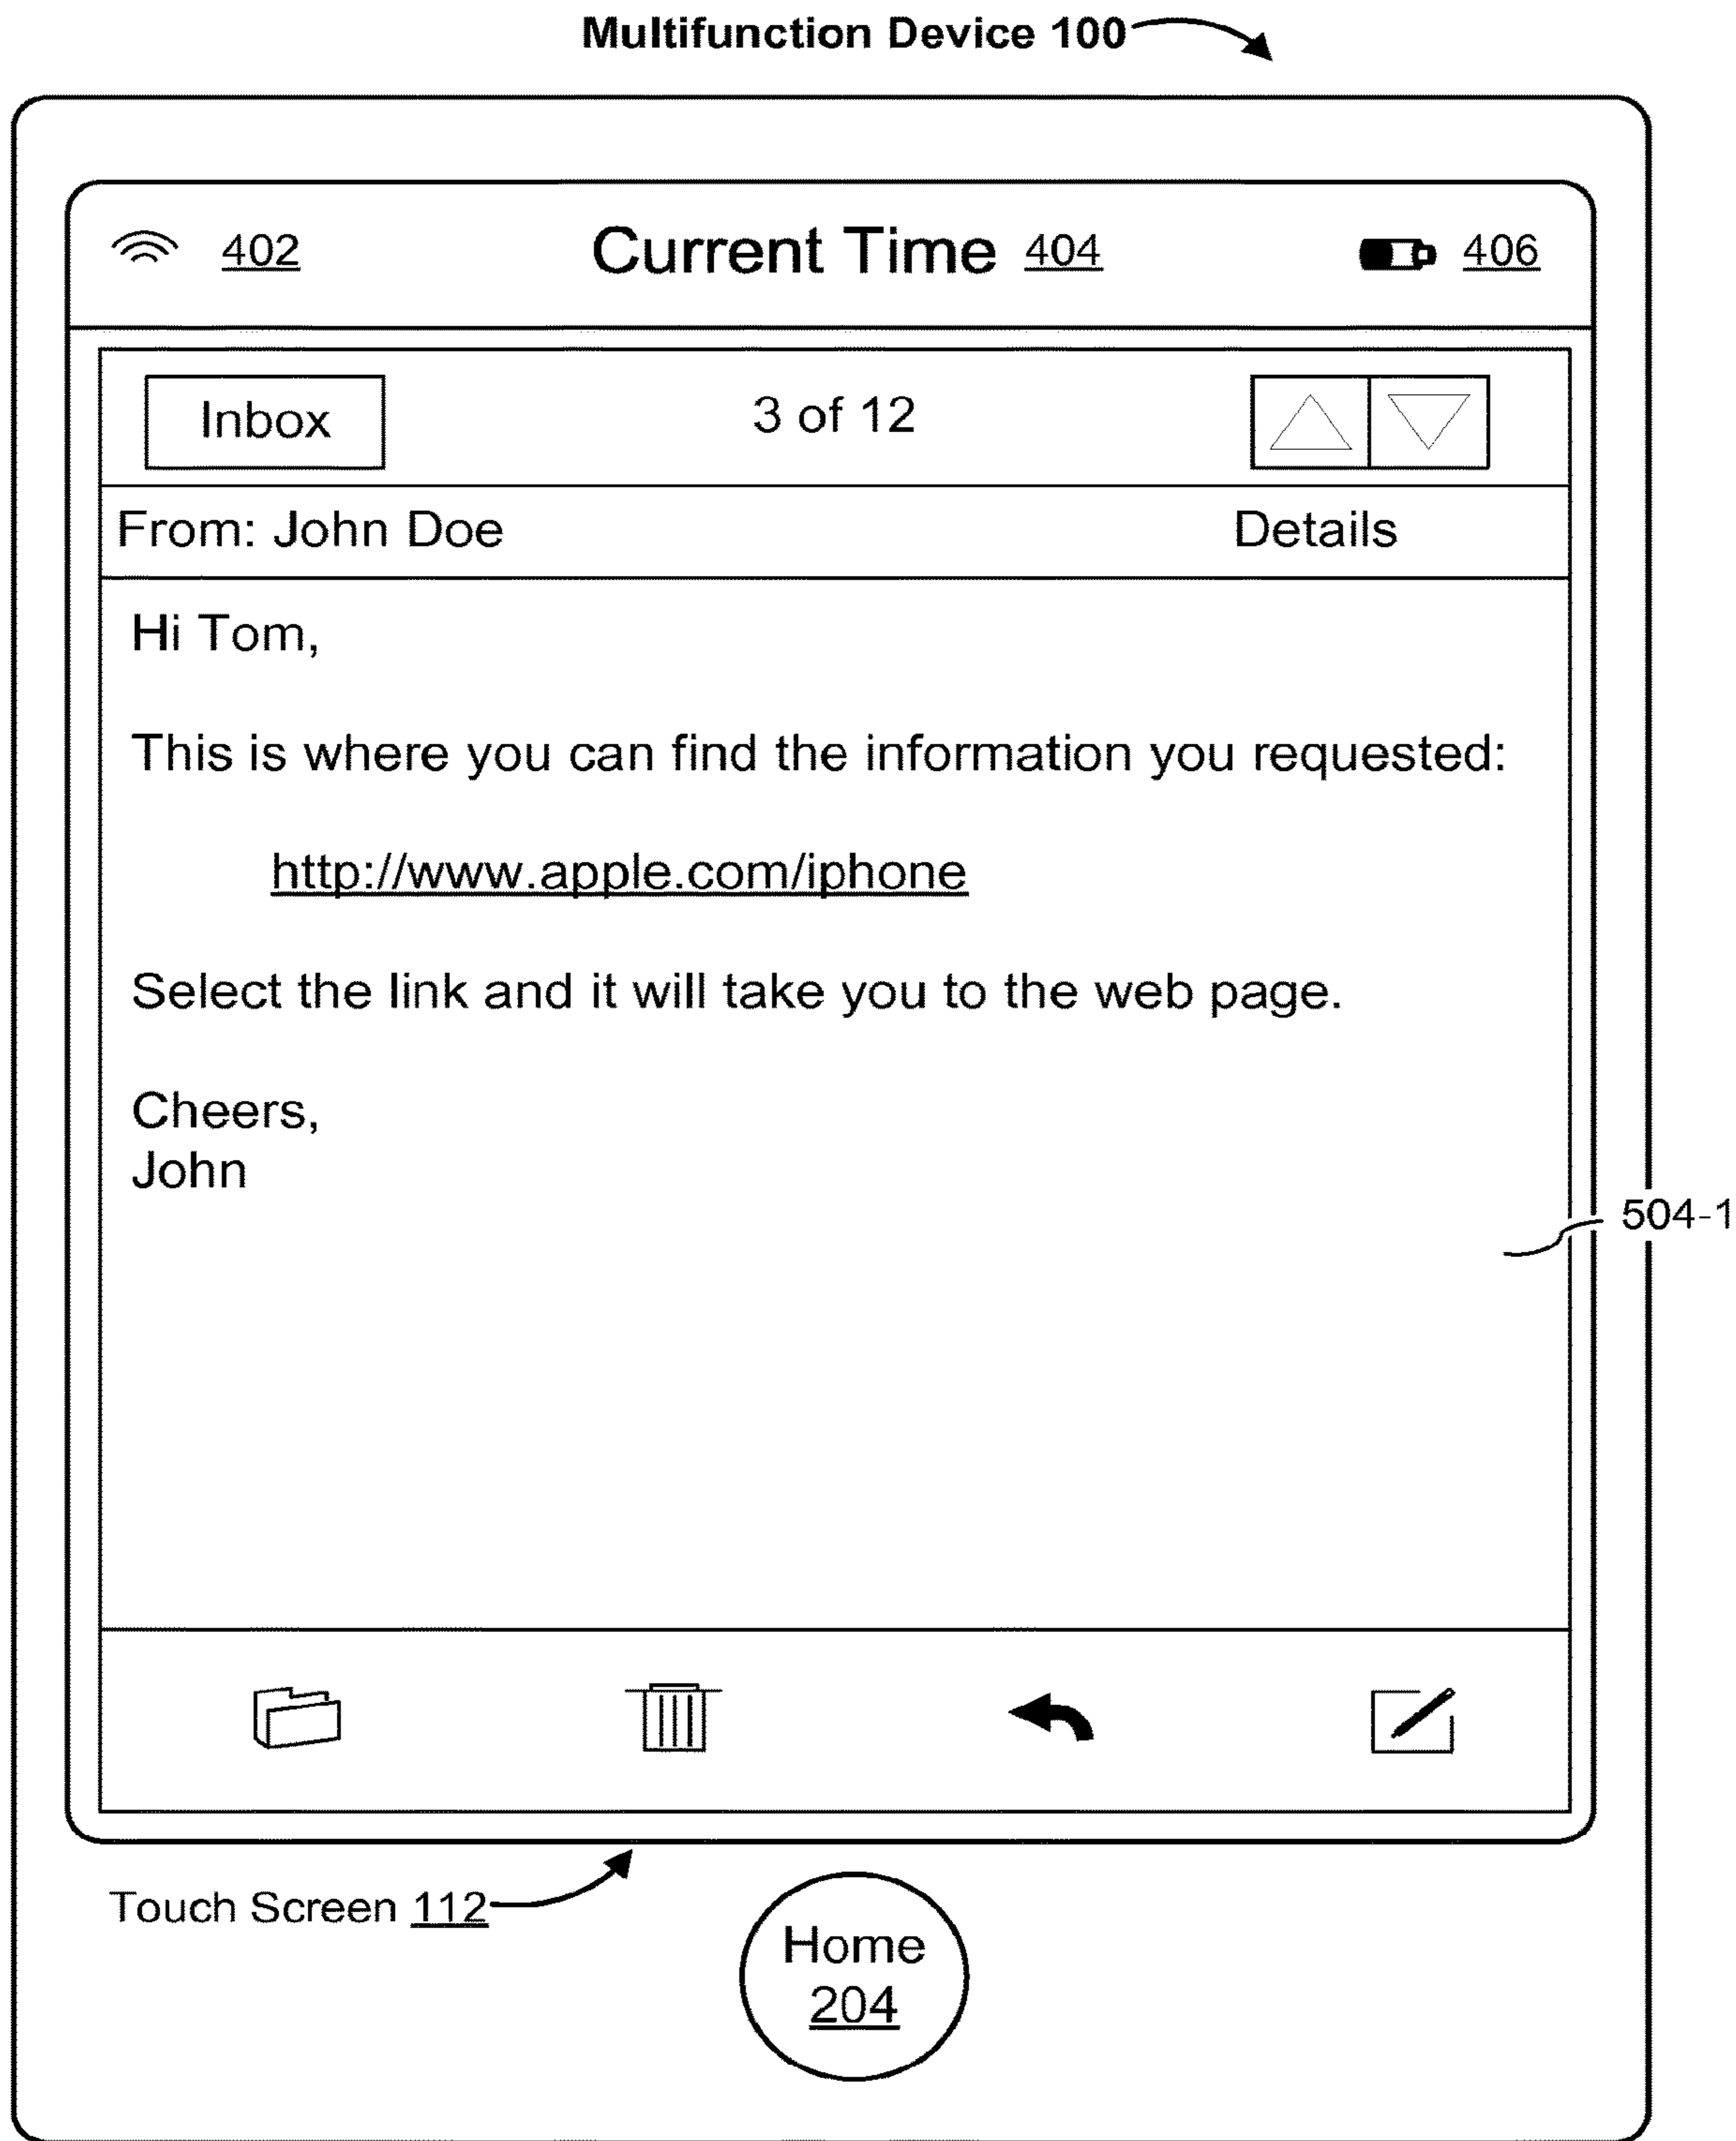 Multifunction Device 100
402 Current Time 404 406
Inbox 3 of 12
From: John Doe Details
Hi Tom,
This is where you can find the information you requested:
http://www.apple.com/iphone
Select the link and it will take you to the web page.
Cheers,
John
504-1
Touch Screen 112
Home
204